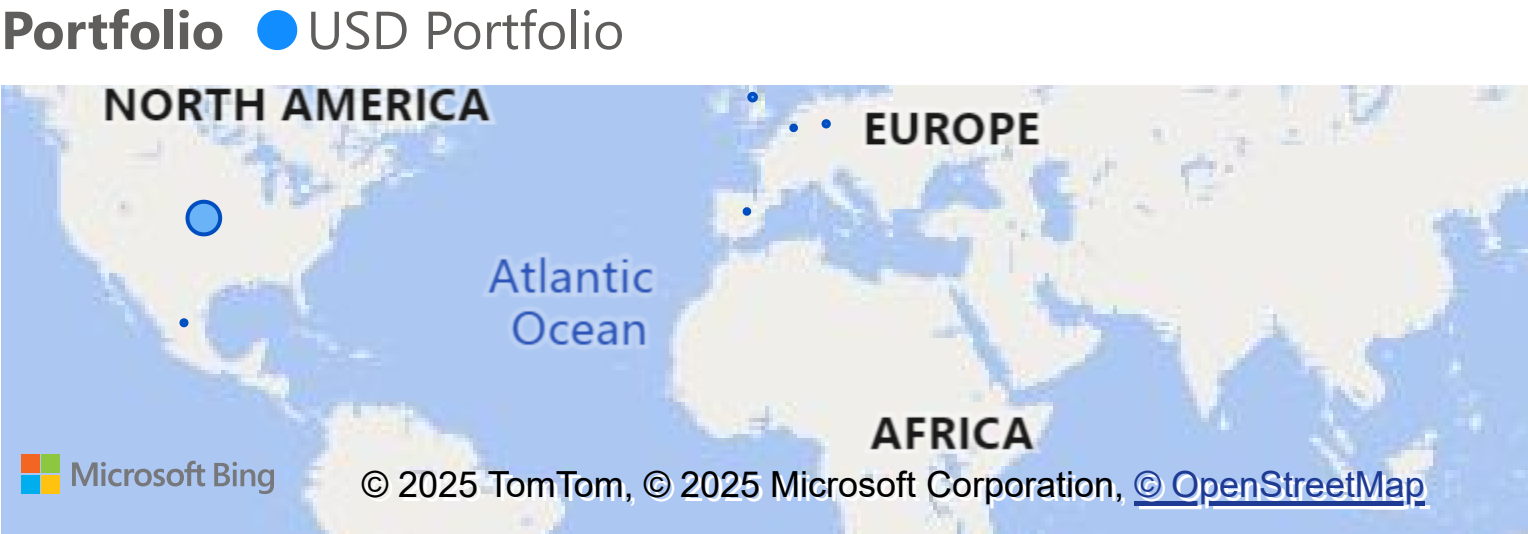 Portfolio USD Portfolio
NORTH AMERICA
EUROPE
Atlantic
Ocean
AFRICA
Microsoft Bing
© 2025 TomTom, © 2025 Microsoft Corporation, © OpenStreetMap